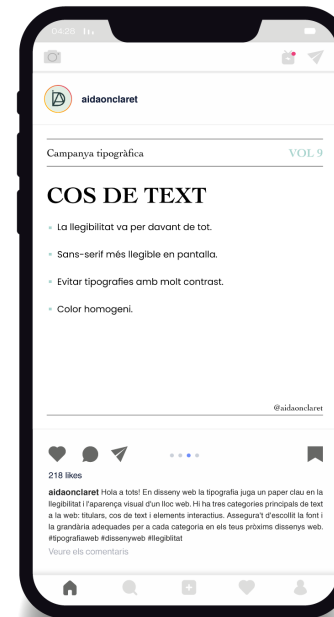 04:20
aidaonclaret
Campanya tipogràfica VOL 9
COS DE TEXT
La llegibilitat va per davant de tot.
Sans-serif més llegible en pantalla.
Evitar tipografies amb molt contrast.
Color homogeni.
@aidaonclaret
218 likes
aidaonclaret Hola a tots! En disseny web la tipografia juga un paper clau en la
llegibilitat i l'aparença visual d'un lloc web. Hi ha tres categories principals de text
a la web: titulars, cos de text i elements interactius. Assegura't d'escollir la font i
la grandària adequades per a cada categoria en els teus pròxims dissenys web.
#tipografiaweb #dissenyweb #llegiblitat
Veure els comentaris